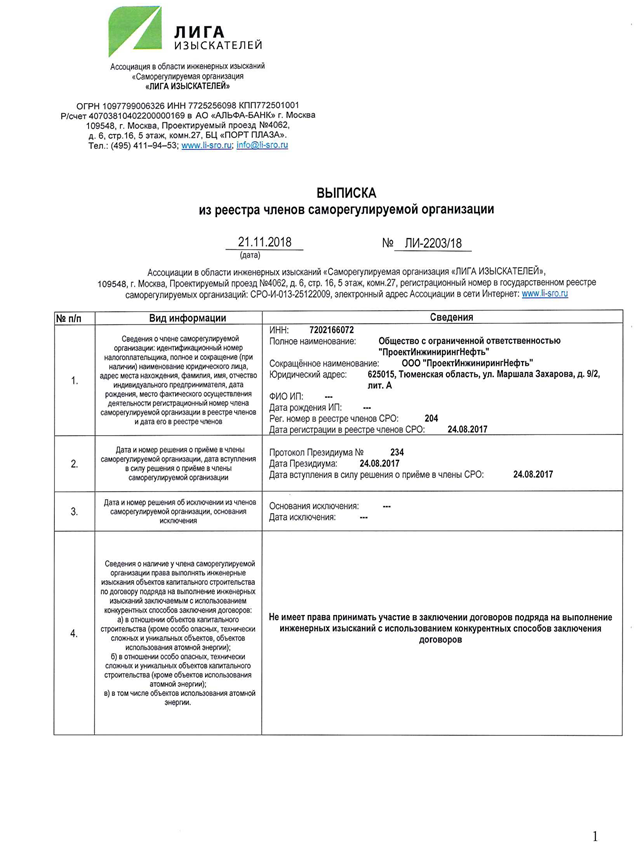 ЛИГА
ИЗЫСКАТЕЛЕЙ
Ассоциация в области инженерных изысканий
«Саморегулируемая организация
«ЛИГА ИЗЫСКАТЕЛЕЙ»
ОГРН 1097799006326 ИНН 7725256098 КПП772501001
Р/счет 40703810402200000169 в АО «АЛЬФА-БАНК» г. Москва
109548, г. Москва, Проектируемый проезд №4062,
д. 6, стр.16, 5 этаж, комн.27, БЦ «ПОРТ ПЛАЗА».
Тел.: (495) 411–94–53; www.li-sro.ru; info@li-sro.ru
ВЫПИСКА
из реестра членов саморегулируемой организации
21.11.2018 № ЛИ-2203/18
(дата)
Ассоциации в области инженерных изысканий «Саморегулируемая организация «ЛИГА ИЗЫСКАТЕЛЕЙ»,
109548, г. Москва, Проектируемый проезд №4062, д. 6, стр. 16, 5 этаж, комн.27, регистрационный номер в государственном реестре
саморегулируемых организаций: СРО-И-013-25122009, электронный адрес Ассоциации в сети Интернет: www.li-sro.ru
№ п/п Вид информации Сведения
1.
Сведения о члене саморегулируемой
организации: идентификационный номер
налогоплательщика, полное и сокращение (при
наличии) наименование юридического лица,
адрес места нахождения, фамилия, имя, отчество
индивидуального предпринимателя, дата
рождения, место фактического осуществления
деятельности регистрационный номер члена
саморегулируемой организации в реестре членов
и дата его в реестре членов
ИНН: 7202166072
Полное наименование: Общество с ограниченной ответственностью
"ПроектИнжинирингНефть"
Сокращённое наименование: ООО "ПроектИнжинирингНефть"
Юридический адрес: 625015, Тюменская область, ул. Маршала Захарова, д. 9/2,
лит. А
ФИО ИП: ---
Дата рождения ИП: ---
Рег. номер в реестре членов СРО: 204
Дата регистрации в реестре членов СРО: 24.08.2017
2.
Дата и номер решения о приёме в члены
саморегулируемой организации, дата вступления
в силу решения о приёме в члены
саморегулируемой организации
Протокол Президиума № 234
Дата Президиума: 24.08.2017
Дата вступления в силу решения о приёме в члены СРО: 24.08.2017
3.
Дата и номер решения об исключении из членов
саморегулируемой организации, основания
исключения
Основания исключения: ---
Дата исключения: ---
4.
Сведения о наличие у члена саморегулируемой
организации права выполнять инженерные
изыскания объектов капитального строительства
по договору подряда на выполнение инженерных
изысканий заключаемым с использованием
конкурентных способов заключения договоров:
а) в отношении объектов капитального
строительства (кроме особо опасных, технически
сложных и уникальных объектов, объектов
использования атомной энергии);
б) в отношении особо опасных, технически
сложных и уникальных объектов капитального
строительства (кроме объектов использования
атомной энергии);
в) в том числе объектов использования атомной
энергии.
Не имеет права принимать участие в заключении договоров подряда на выполнение
инженерных изысканий с использованием конкурентных способов заключения
договоров
1